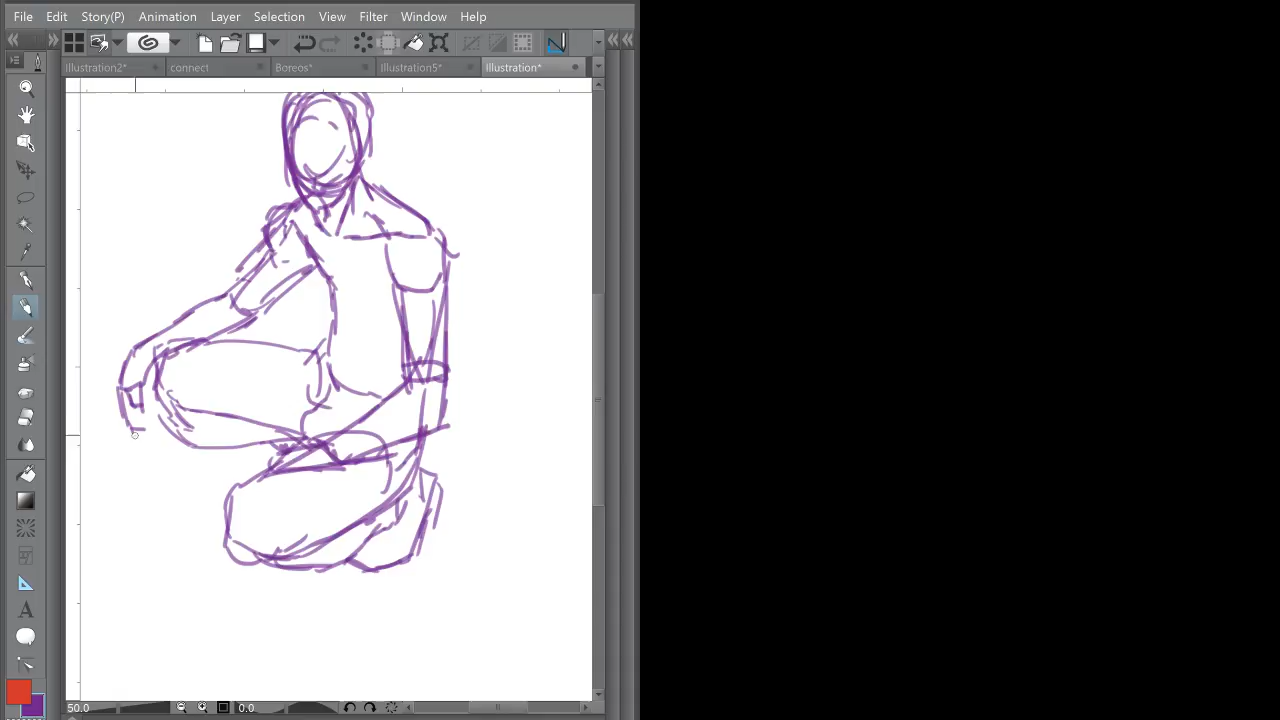 File Edit Story(P) Animation Layer Selection View Filter Window Help
Illustration2* connect Boreos* Illustration5* Illustration*
A
50.0 0.0